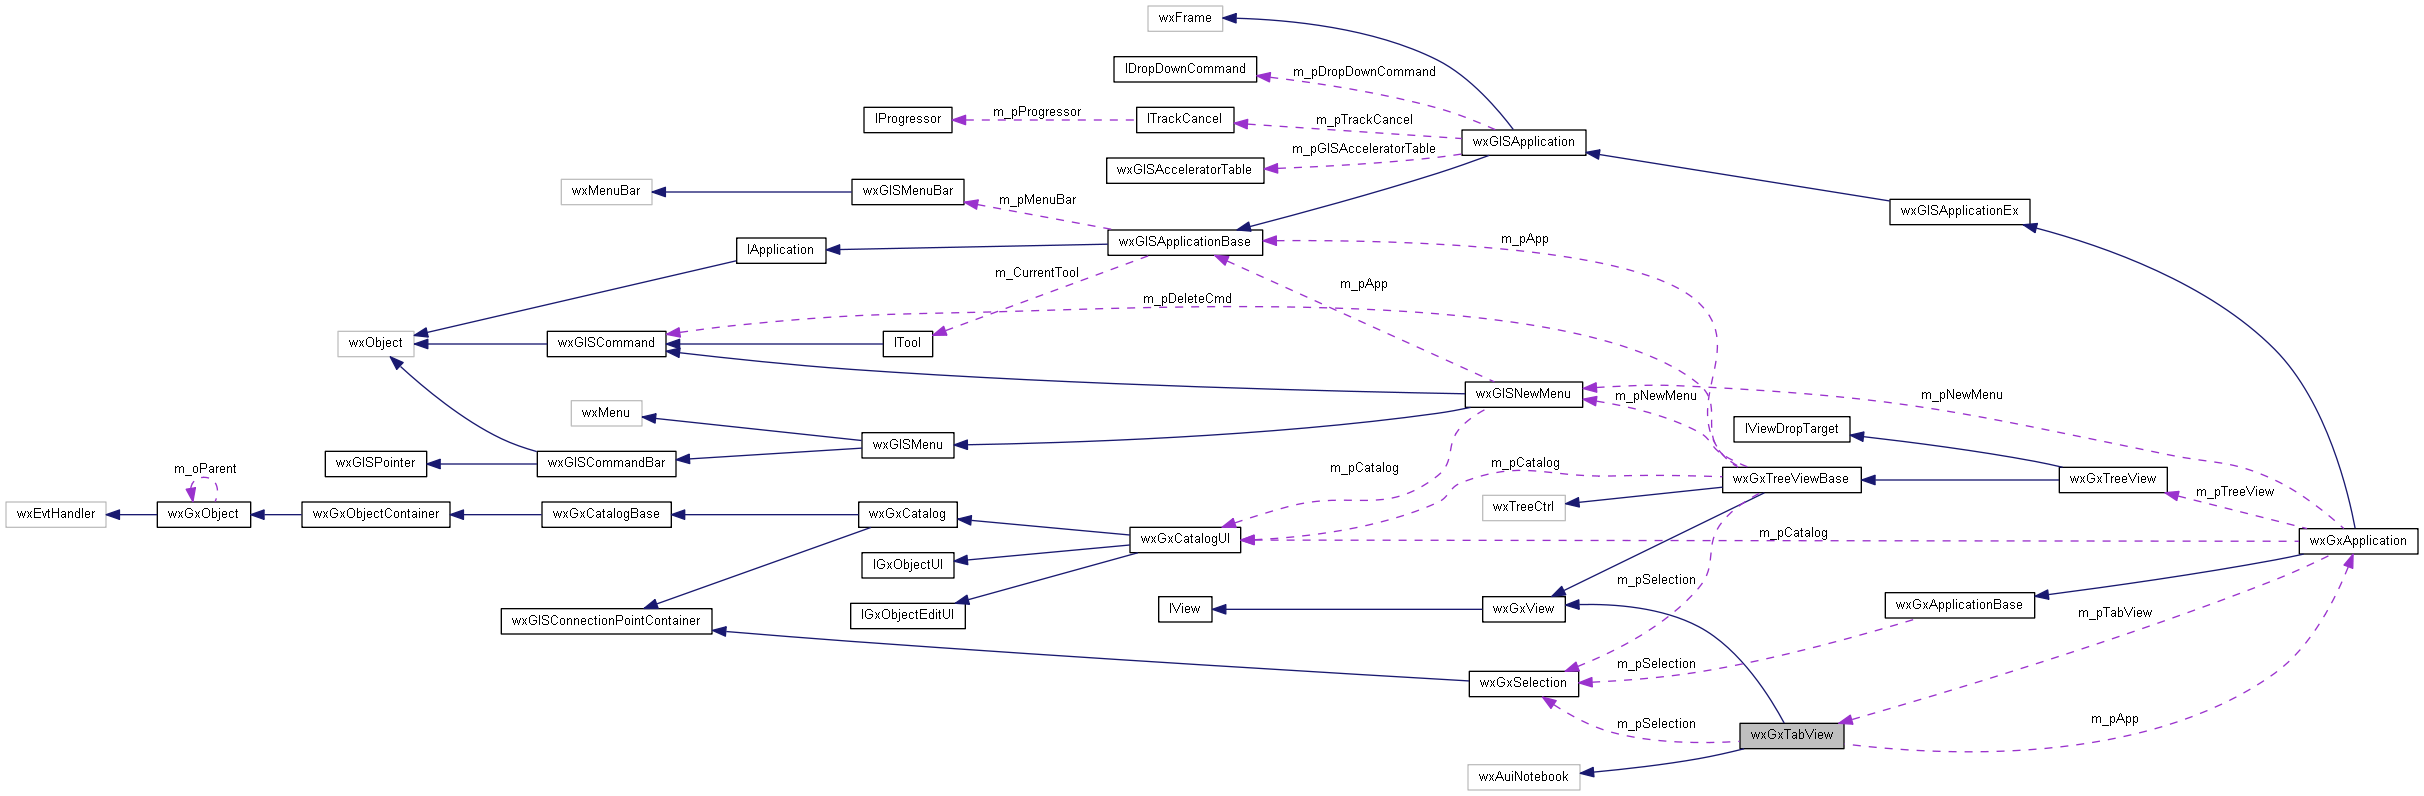 wxFrame
IDropDownCommand
m_pDropDownCommand
IProgressor
m_pProgressor
ITrackCancel
m_pTrackCancel
wxGISApplication
m_pGISAcceleratorTable
wxGISAcceleratorTable
wxMenuBar
wxGISMenuBar
m_pMenuBar
wxGISApplicationEx
IApplication
wxGISApplicationBase
m_pApp
m_CurrentTool
m_pApp
m_pDeleteCmd
wxObject
wxGISCommand
ITool
wxGISNewMenu
m_pNewMenu
m_pNewMenu
wxMenu
wxGISMenu
IViewDropTarget
wxGISPointer
wxGISCommandBar
m_pCatalog
m_pCatalog
wxGxTreeViewBase
wxGxTreeView
m_oParent
m_pTreeView
wxTreeCtrl
wxEvtHandler
wxGxObject
wxGxObjectContainer
wxGxCatalogBase
wxGxCatalog
wxGxCatalogUI
m_pCatalog
wxGxApplication
IGxObjectUI
m_pSelection
IGxObjectEditUI
IView
wxGxView
wxGxApplicationBase
m_pTabView
wxGISConnectionPointContainer
m_pSelection
wxGxSelection
m_pSelection
m_pApp
wxGxTabView
wxAuiNotebook